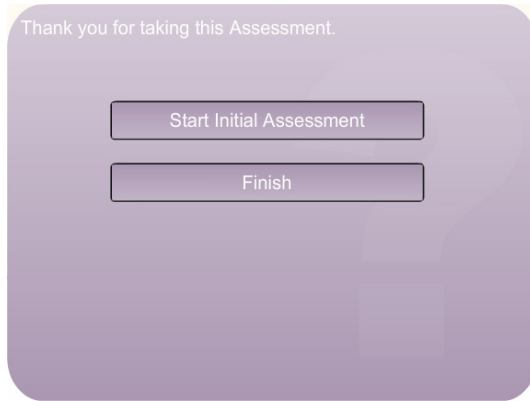 Thank you for taking this Assessment.
Start Initial Assessment
Finish